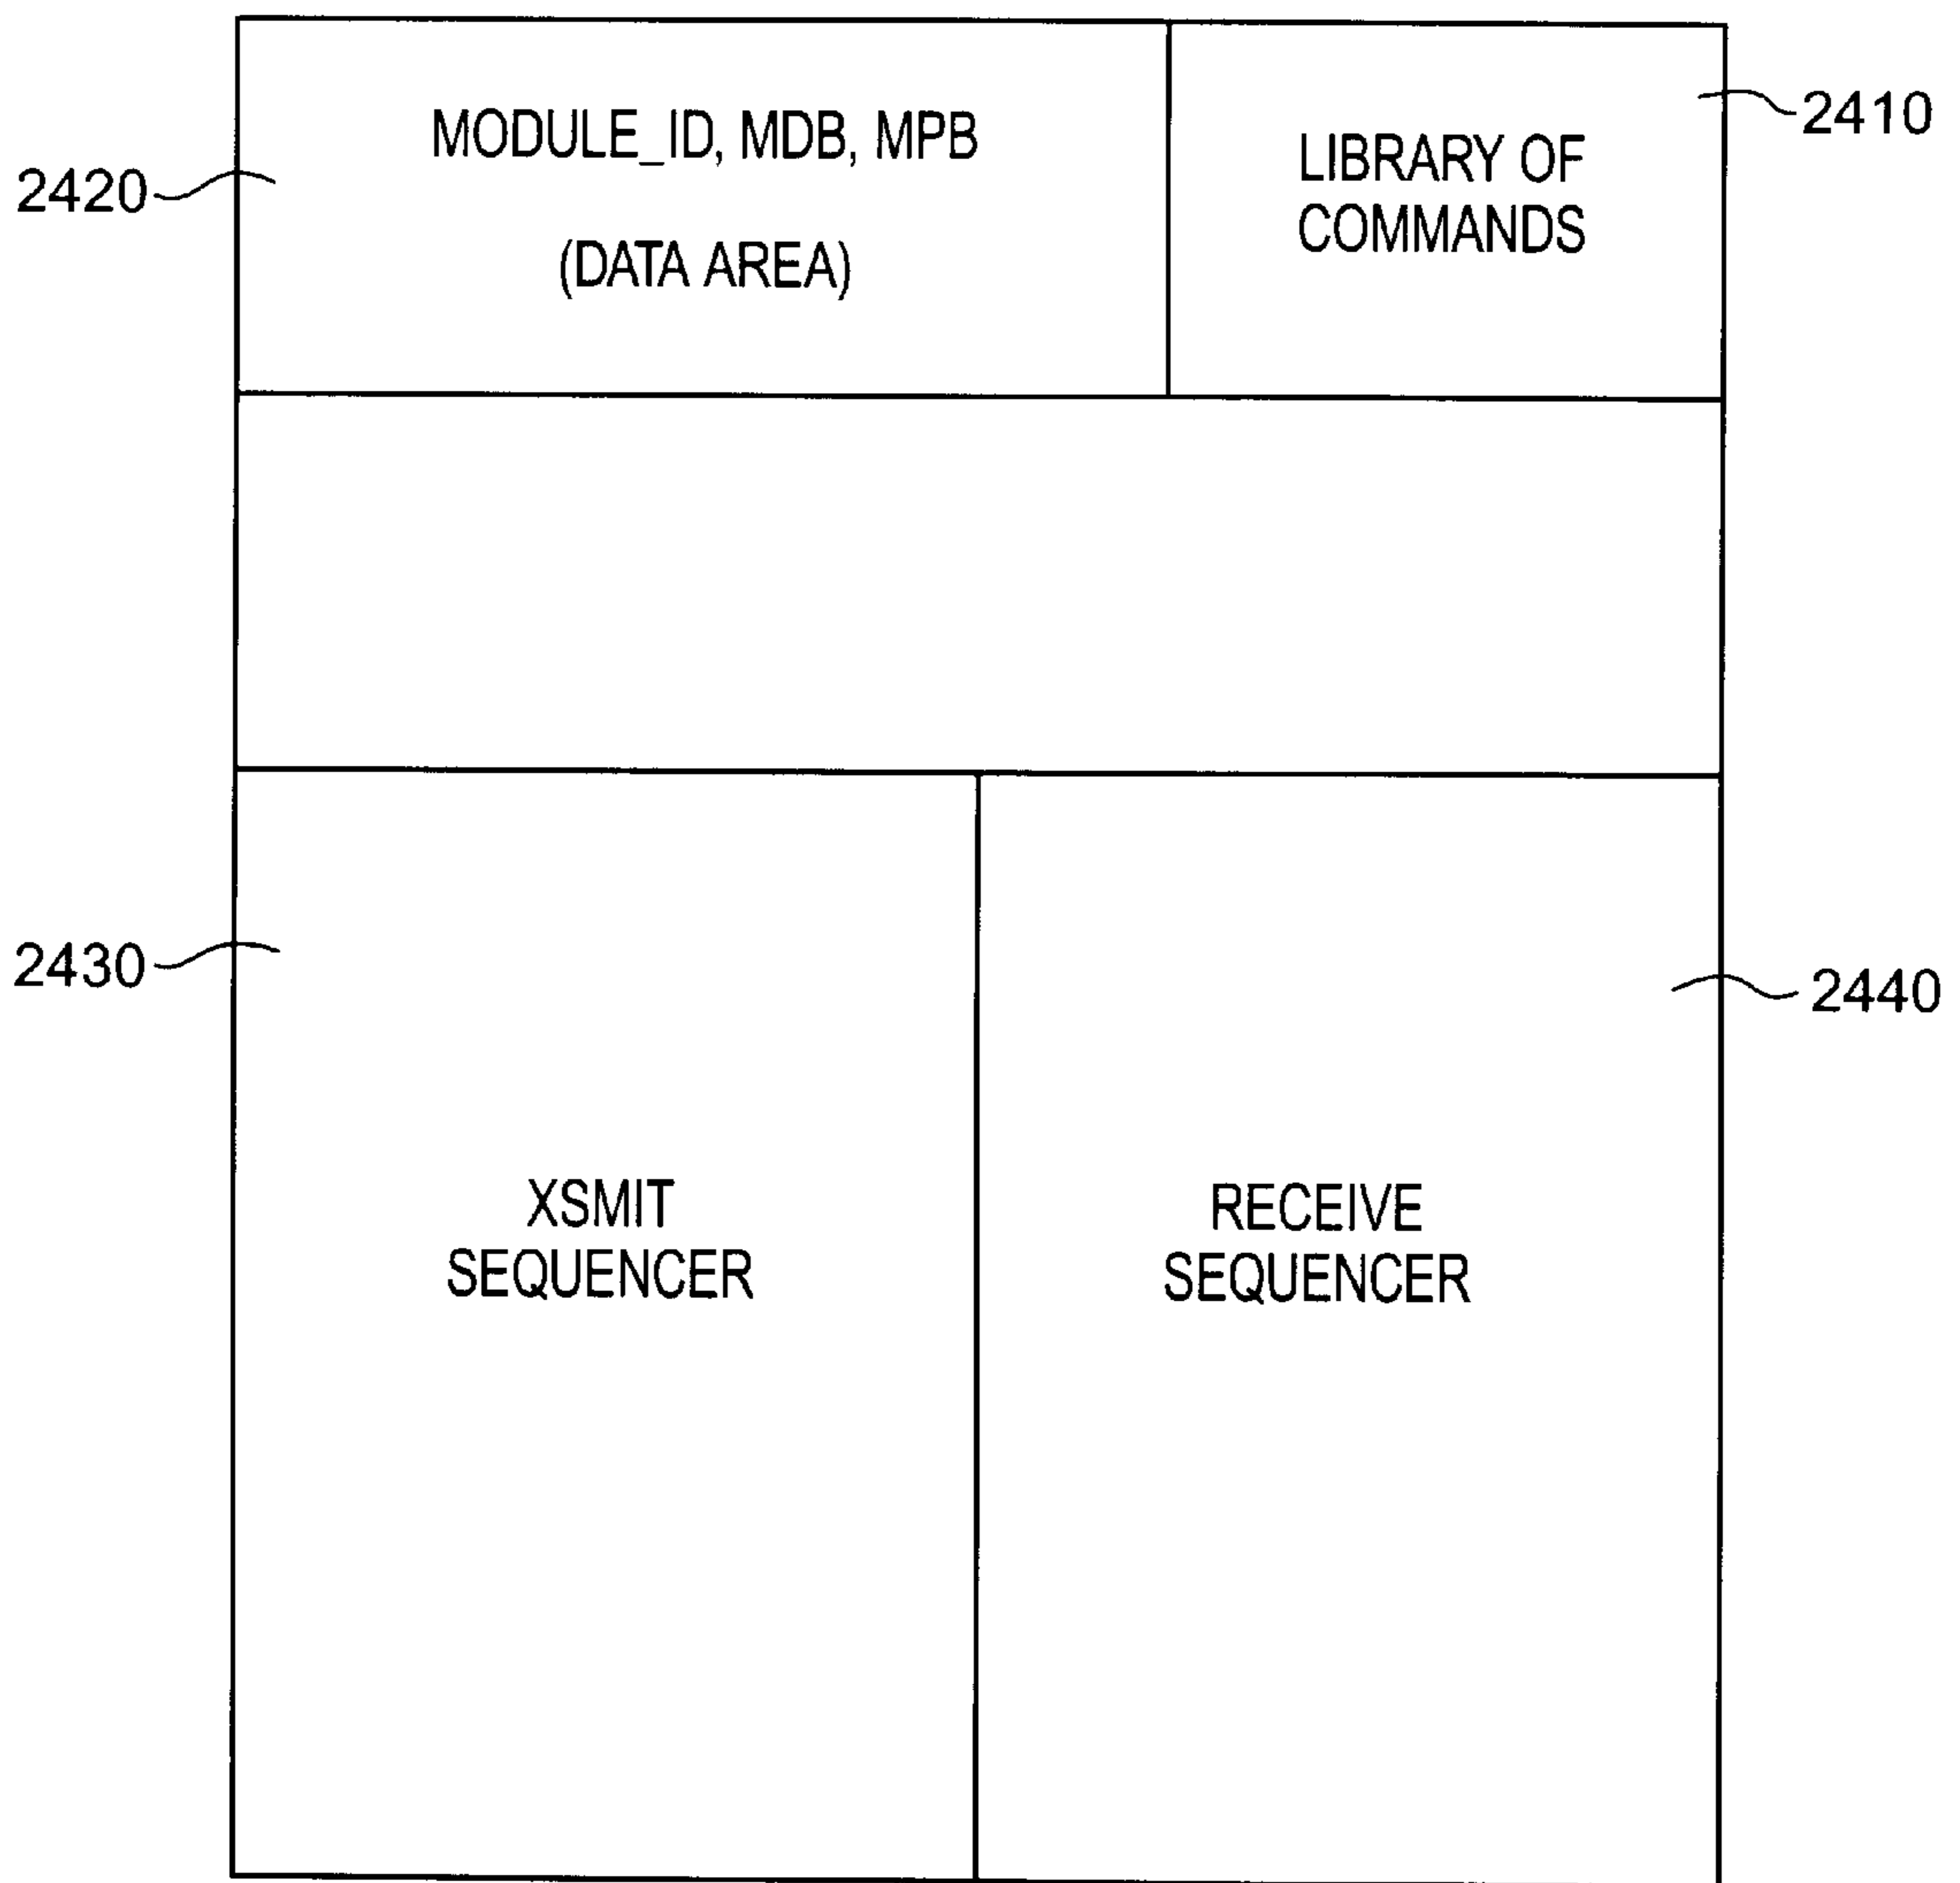 MODULE_ID, MDB, MPB
(DATA AREA)
2420
LIBRARY OF
COMMANDS
2410
2430
XSMIT
SEQUENCER
RECEIVE
SEQUENCER
2440